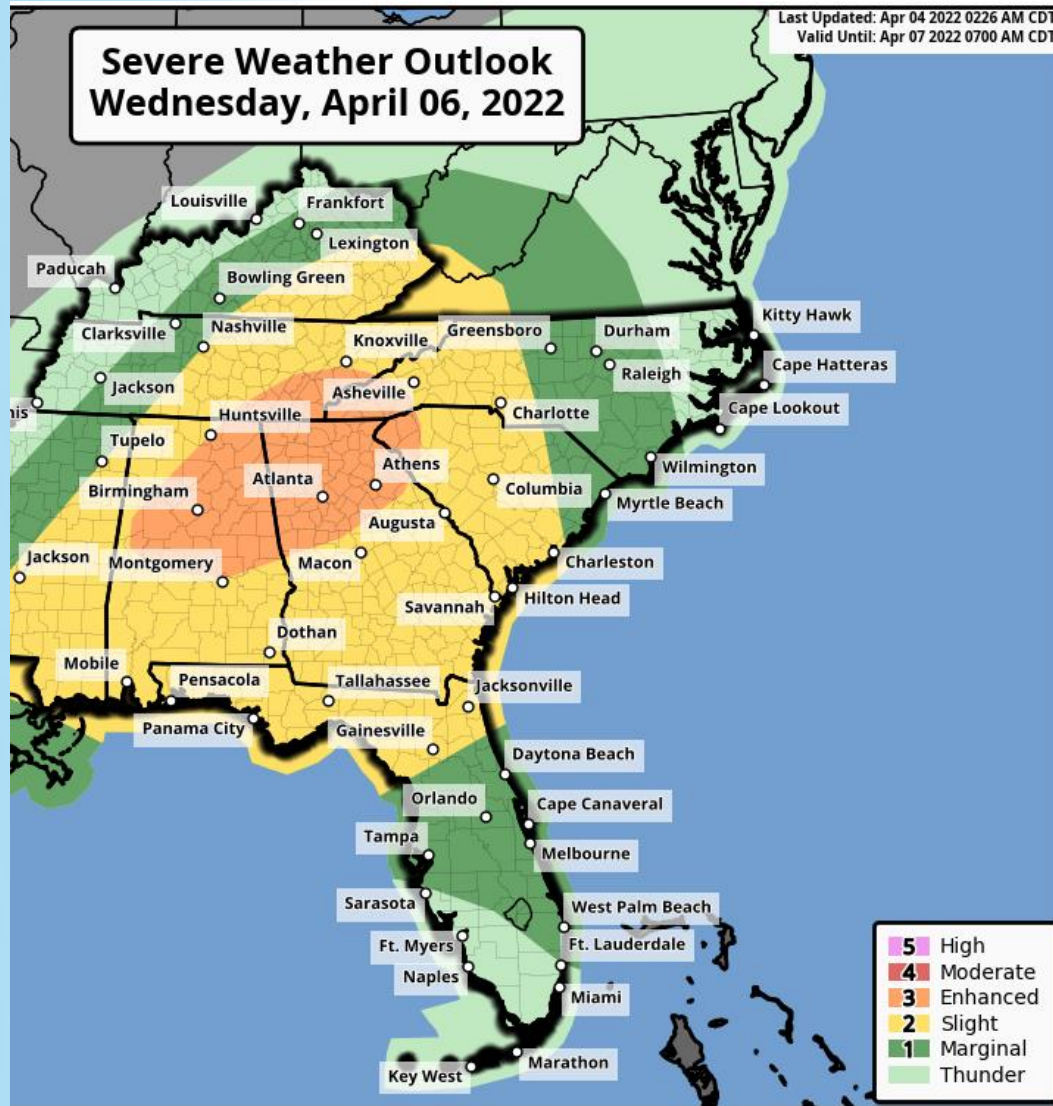 Last Updated: Apr 04 2022 0226 AM CDT
Valid Until: Apr 07 2022 0700 AM CDT
Severe Weather Outlook
Wednesday, April 06, 2022
Louisville
Frankfort
Lexington
Paducah
Bowling Green
Kitty Hawk
Clarksville
Nashville
Greensboro
Durham
Knoxville
Cape Hatteras
Raleigh
Jackson
Asheville
nis
Huntsville
Charlotte
Cape Lookout
Tupelo
Athens
Wilmington
Atlanta
Birmingham
Columbia
Myrtle Beach
Augusta
Jackson
Montgomery
Macon
Charleston
Savannah
Hilton Head
Dothan
Mobile
Pensacola
Tallahassee
Jacksonville
Panama City
Gainesville
Daytona Beach
Orlando
Cape Canaveral
Tampa
Melbourne
Sarasota
West Palm Beach
Ft. Myers
Ft. Lauderdale
Naples
Miami
Marathon
Key West
5 High
4 Moderate
3 Enhanced
2 Slight
1 Marginal
Thunder